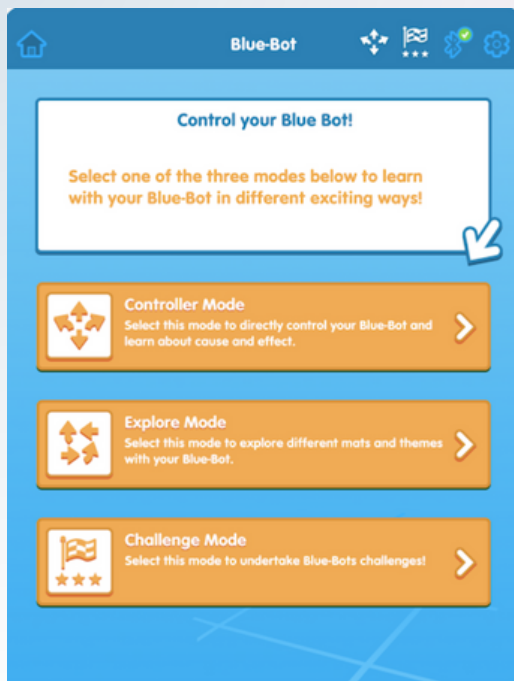 Blue-Bot
Control your Blue Bot!
Select one of the three modes below to learn
with your Blue-Bot in different exciting ways!
Controller Mode
Select this mode to directly control your Blue-Bot and
learn about cause and effect.
Explore Mode
Select this mode to explore different mats and themes
with your Blue-Bot.
Challenge Mode
Select this mode to undertake Blue-Bots challenges!